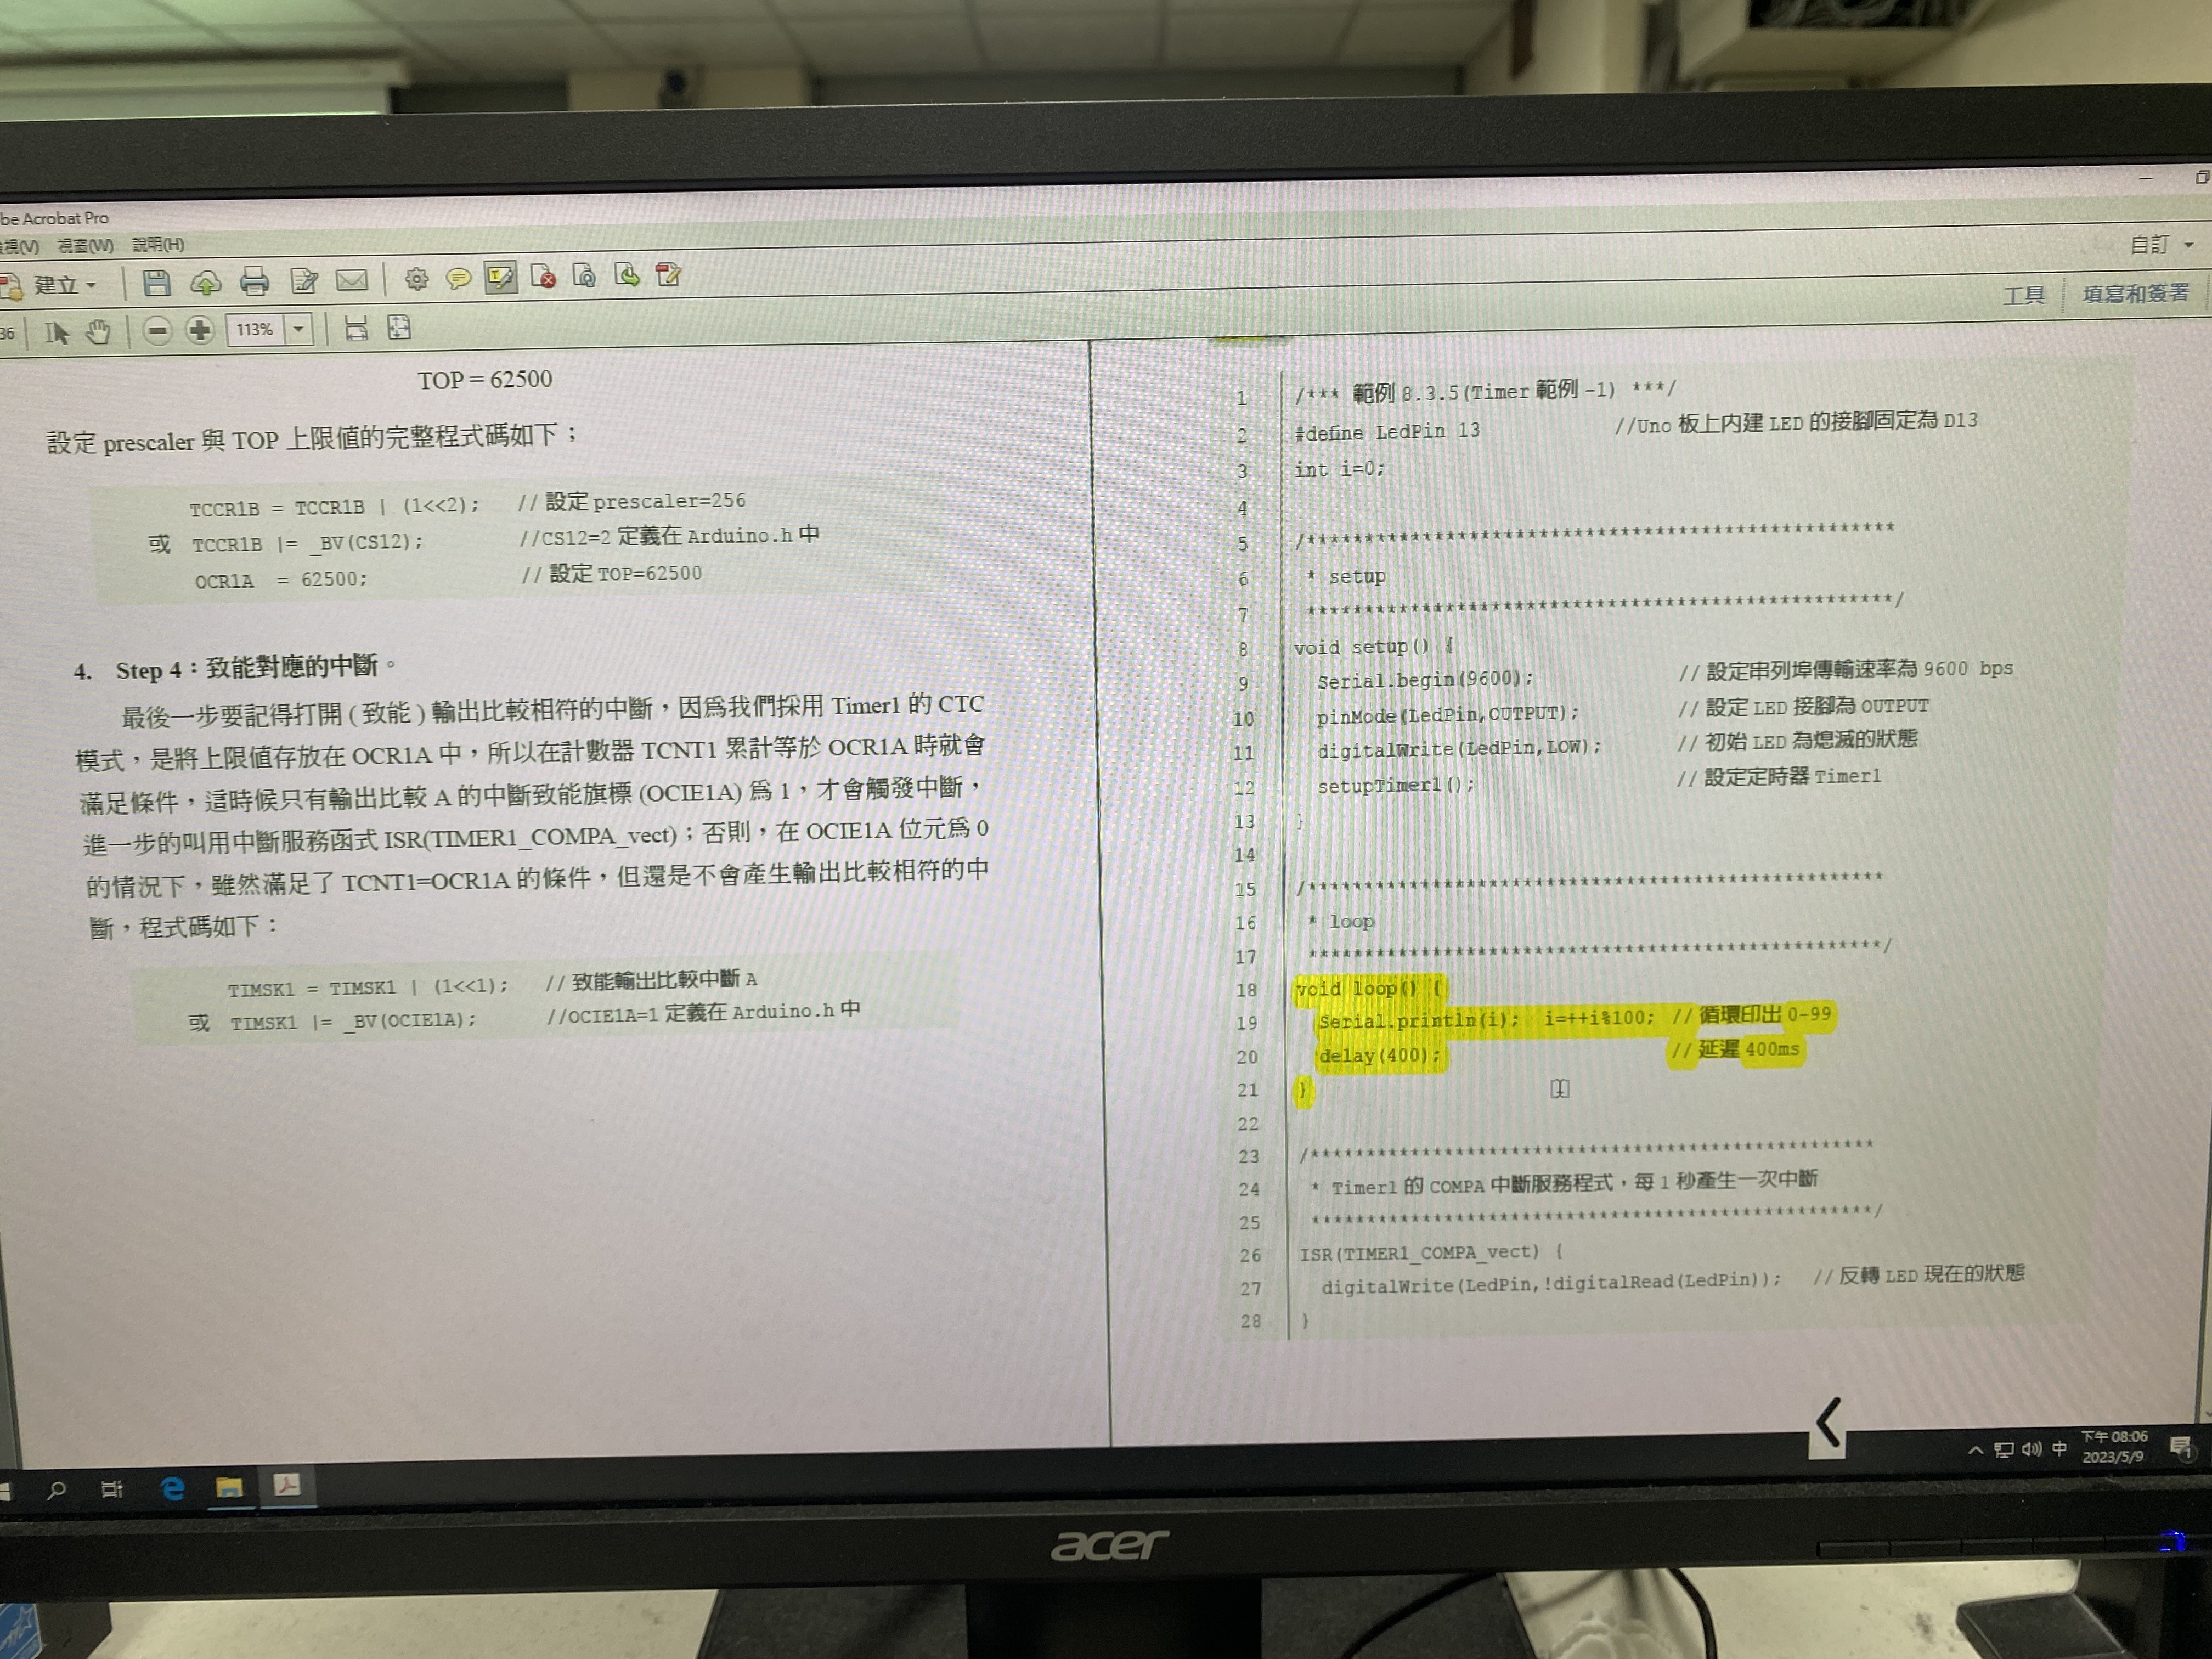 be Acrobat Pro
視窗(W) 說明(H)
建立
自訂
工具 填寫和簽署
36
113%
TOP = 62500
設定 prescaler 與 TOP 上限值的完整程式碼如下；
TCCR1B = TCCR1B | (1<<2); // 設定 prescaler=256
或 TCCR1B |= _BV(CS12); //CS12=2 定義在 Arduino.h 中
OCR1A = 62500; // 設定 TOP=62500
4. Step 4：致能對應的中斷。
最後一步要記得打開 ( 致能 ) 輸出比較相符的中斷，因為我們採用 Timer1 的 CTC
模式，是將上限值存放在 OCR1A 中，所以在計數器 TCNT1 累計等於 OCR1A 時就會
滿足條件，這時候只有輸出比較 A 的中斷致能旗標 (OCIE1A) 為 1，才會觸發中斷，
進一步的叫用中斷服務函式 ISR(TIMER1_COMPA_vect)；否則，在 OCIE1A 位元為 0
的情況下，雖然滿足了 TCNT1=OCR1A 的條件，但還是不會產生輸出比較相符的中
斷，程式碼如下：
TIMSK1 = TIMSK1 | (1<<1); // 致能輸出比較中斷 A
或 TIMSK1 |= _BV(OCIE1A); //OCIE1A=1 定義在 Arduino.h 中
1 /*** 範例 8.3.5(Timer 範例 -1) ***/
2 #define LedPin 13 //Uno 板上內建 LED 的接腳固定為 D13
3 int i=0;
4
5 /***************************************************
6 * setup
7 ***************************************************/
8 void setup() {
9 Serial.begin(9600); // 設定串列埠傳輸速率為 9600 bps
10 pinMode(LedPin,OUTPUT); // 設定 LED 接腳為 OUTPUT
11 digitalWrite(LedPin,LOW); // 初始 LED 為熄滅的狀態
12 setupTimer1(); // 設定定時器 Timer1
13 }
14
15 /***************************************************
16 * loop
17 ***************************************************/
18 void loop() {
19 Serial.println(i); i=++i%100; // 循環印出 0-99
20 delay(400); // 延遲 400ms
21 }
22
23 /***************************************************
24 * Timer1 的 COMPA 中斷服務程式，每 1 秒產生一次中斷
25 ***************************************************/
26 ISR(TIMER1_COMPA_vect) {
27 digitalWrite(LedPin,!digitalRead(LedPin)); // 反轉 LED 現在的狀態
28 }
中 下午 08:06
2023/5/9
1
acer